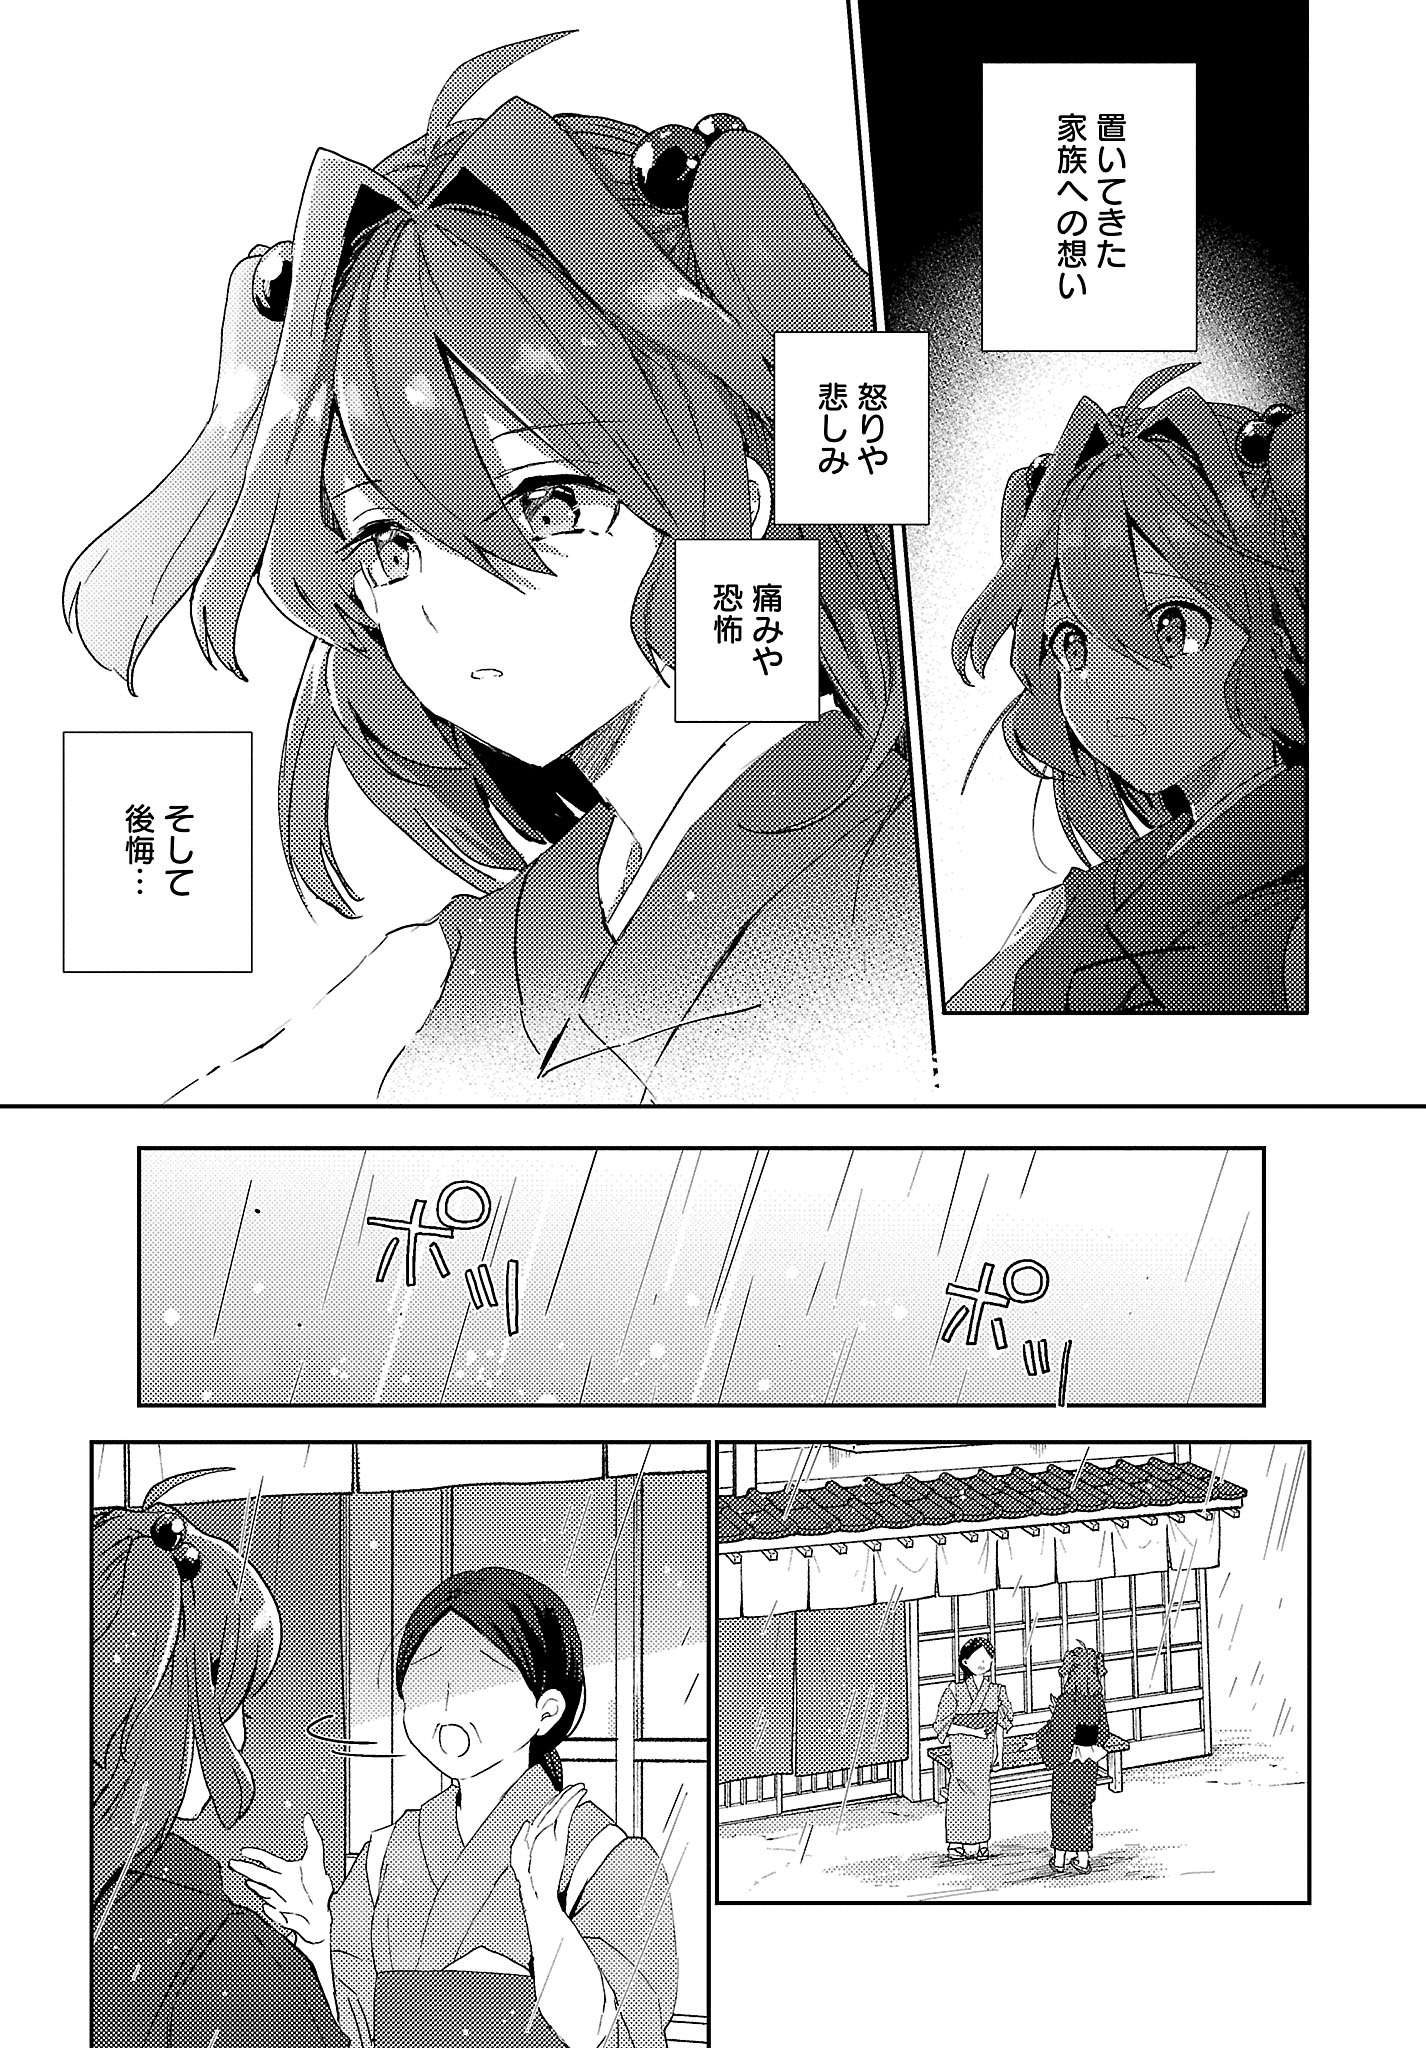 置いてきた
家族への想い
怒りや
悲しみ
痛みや
恐怖
そして
後悔…
ポッ
ポッ